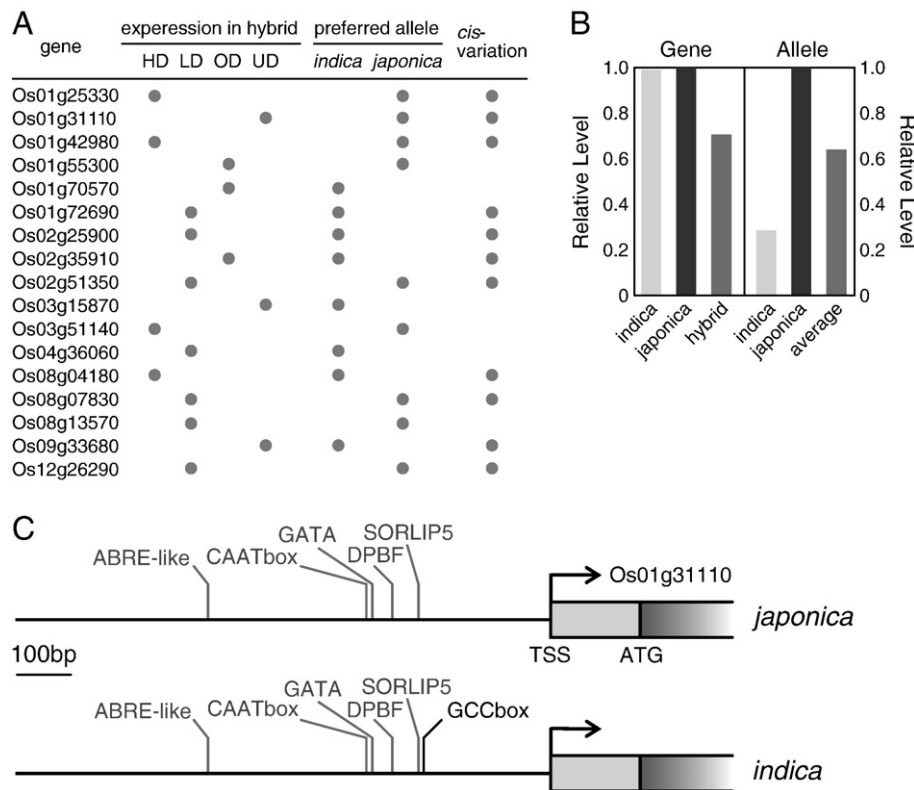 A
experession in hybrid preferred allele cis-
gene variation
HD LD OD UD indica japonica
Os01g25330
Os01g31110
Os01g42980
Os01g55300
Os01g70570
Os01g72690
Os02g25900
Os02g35910
Os02g51350
Os03g15870
Os03g51140
Os04g36060
Os08g04180
Os08g07830
Os08g13570
Os09g33680
Os12g26290
B
Gene Allele
1.0 1.0
0.8 0.8
0.6 0.6
0.4 0.4
0.2 0.2
0 0
Relative Level
Relative Level
indica japonica hybrid indica japonica average
C
ABRE-like CAATbox GATA DPBF SORLIP5
Os01g31110
japonica
TSS ATG
100bp
ABRE-like CAATbox GATA DPBF SORLIP5 GCCbox
indica